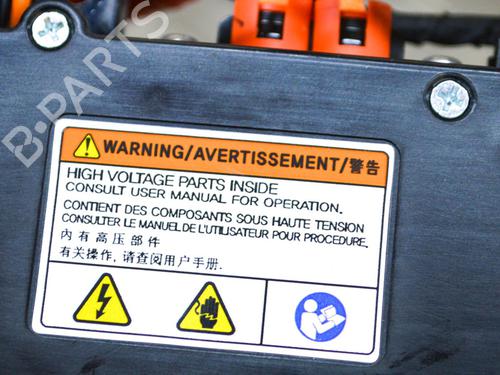 B-PARTS
WARNING/AVERTISSEMENT/警告
HIGH VOLTAGE PARTS INSIDE
CONSULT USER MANUAL FOR OPERATION.
CONTIENT DES COMPOSANTS SOUS HAUTE TENSION
CONSULTER LE MANUEL DE L'UTILISATEUR POUR PROCEDURE.
内有高压部件
有关操作, 请查阅用户手册.